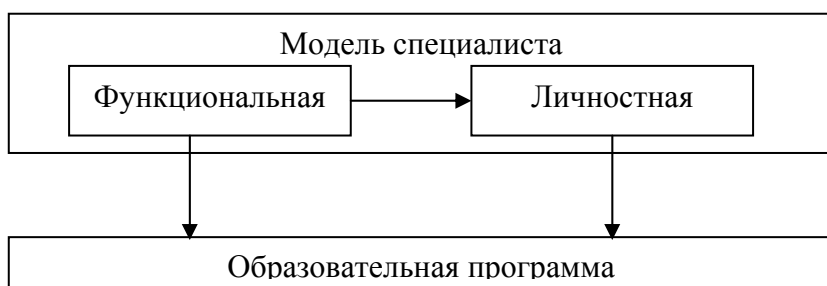 Модель специалиста
Функциональная
Личностная
Образовательная программа